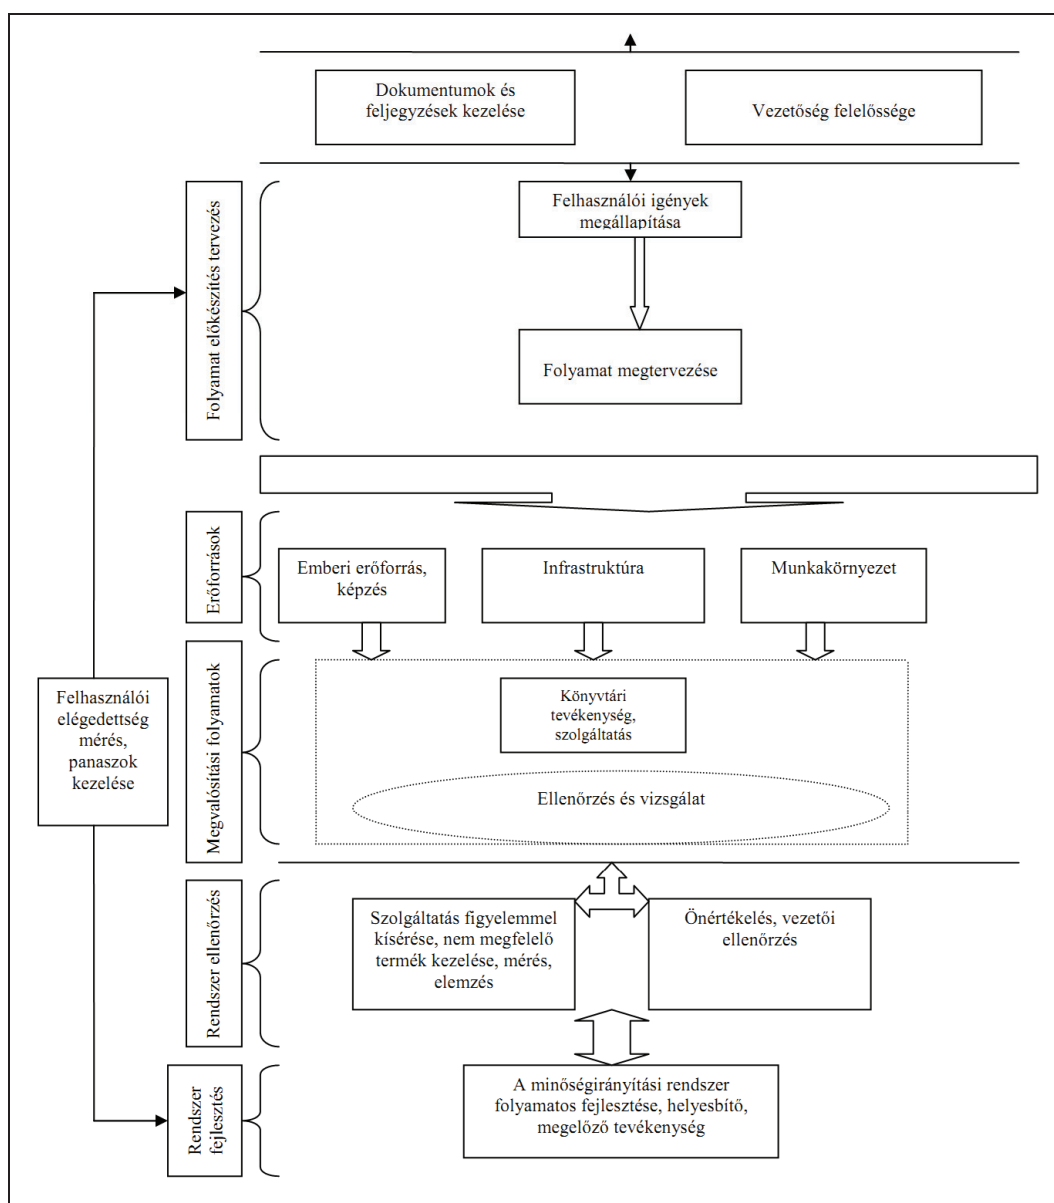 Dokumentumok és
feljegyzések kezelése
Vezetőség felelőssége
Folyamat előkészítés tervezés
Felhasználói igények
megállapítása
Folyamat megtervezése
Erőforrások
Emberi erőforrás,
képzés
Infrastruktúra
Munkakörnyezet
Felhasználói
elégedettség
mérés,
panaszok
kezelése
Megvalósítási folyamatok
Könyvtári
tevékenység,
szolgáltatás
Ellenőrzés és vizsgálat
Rendszer ellenőrzés
Szolgáltatás figyelemmel
kísérése, nem megfelelő
termék kezelése, mérés,
elemzés
Önértékelés, vezetői
ellenőrzés
Rendszer
fejlesztés
A minőségirányítási rendszer
folyamatos fejlesztése, helyesbítő,
megelőző tevékenység